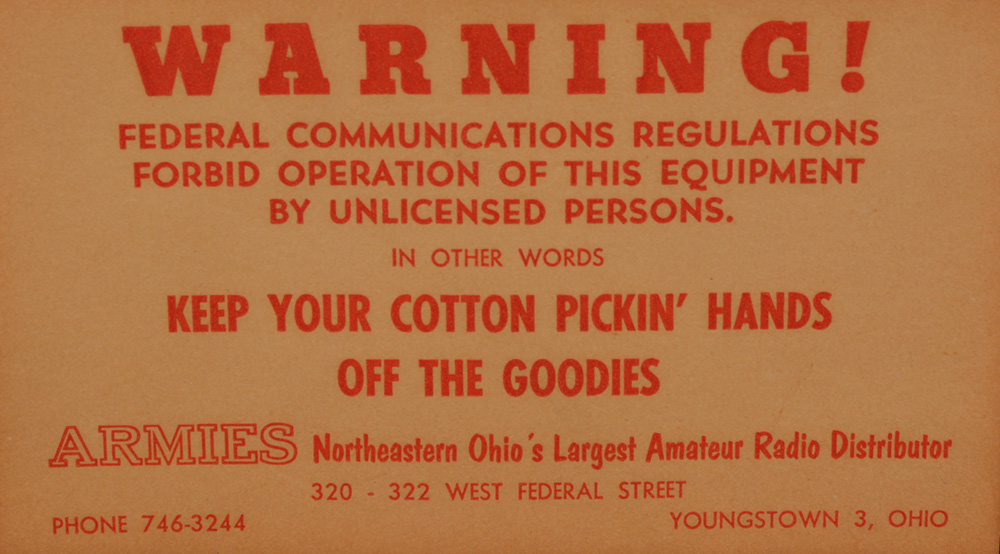 WARNING!
FEDERAL COMMUNICATIONS REGULATIONS
FORBID OPERATION OF THIS EQUIPMENT
BY UNLICENSED PERSONS.
IN OTHER WORDS
KEEP YOUR COTTON PICKIN' HANDS
OFF THE GOODIES
ARMIES Northeastern Ohio's Largest Amateur Radio Distributor
320 - 322 WEST FEDERAL STREET
PHONE 746-3244 YOUNGSTOWN 3, OHIO